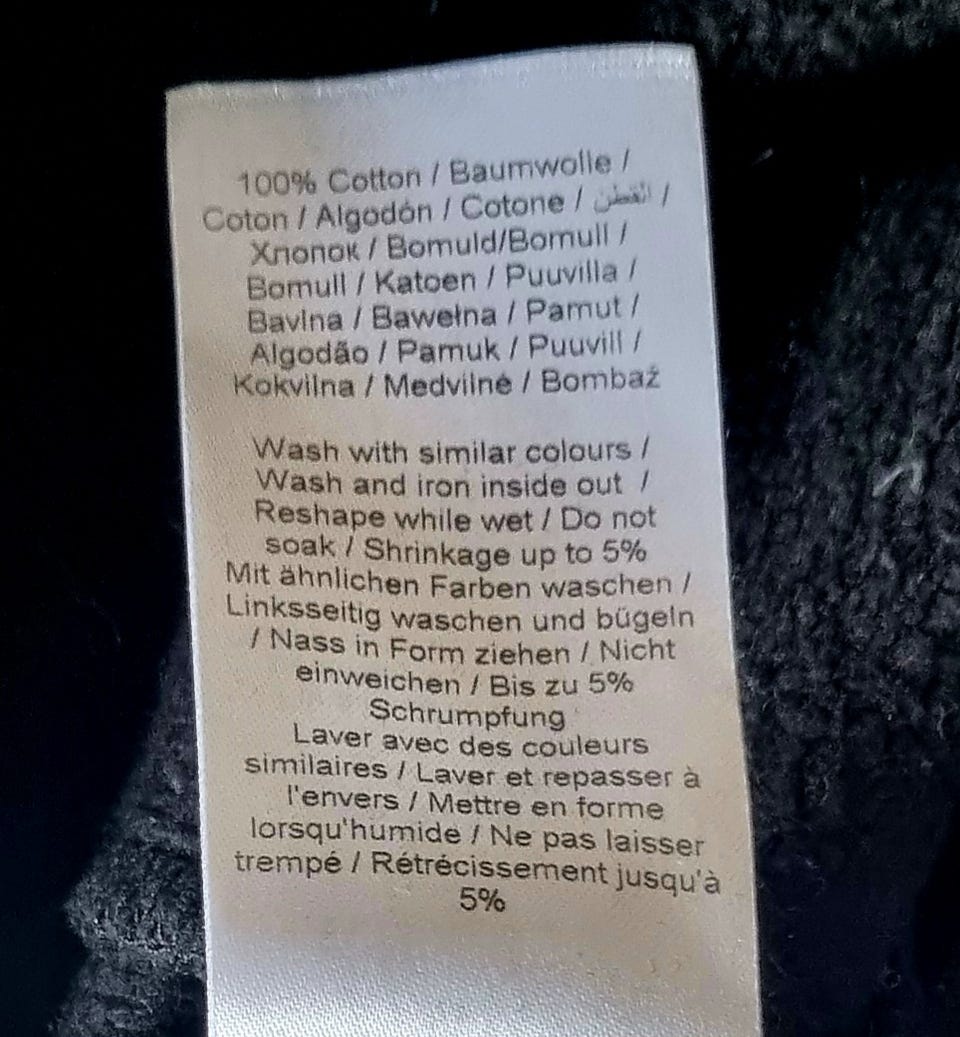 100% Cotton / Baumwolle /
Coton / Algodón / Cotone / القطن /
Хлопок / Bomuld/Bomull /
Bomull / Katoen / Puuvilla /
Bavlna / Bawełna / Pamut /
Algodão / Pamuk / Puuvill /
Kokvilna / Medvilnė / Bombaž
Wash with similar colours /
Wash and iron inside out /
Reshape while wet / Do not
soak / Shrinkage up to 5%
Mit ähnlichen Farben waschen /
Linksseitig waschen und bügeln
/ Nass in Form ziehen / Nicht
einweichen / Bis zu 5%
Schrumpfung
Laver avec des couleurs
similaires / Laver et repasser à
l'envers / Mettre en forme
lorsqu'humide / Ne pas laisser
trempé / Rétrécissement jusqu'à
5%